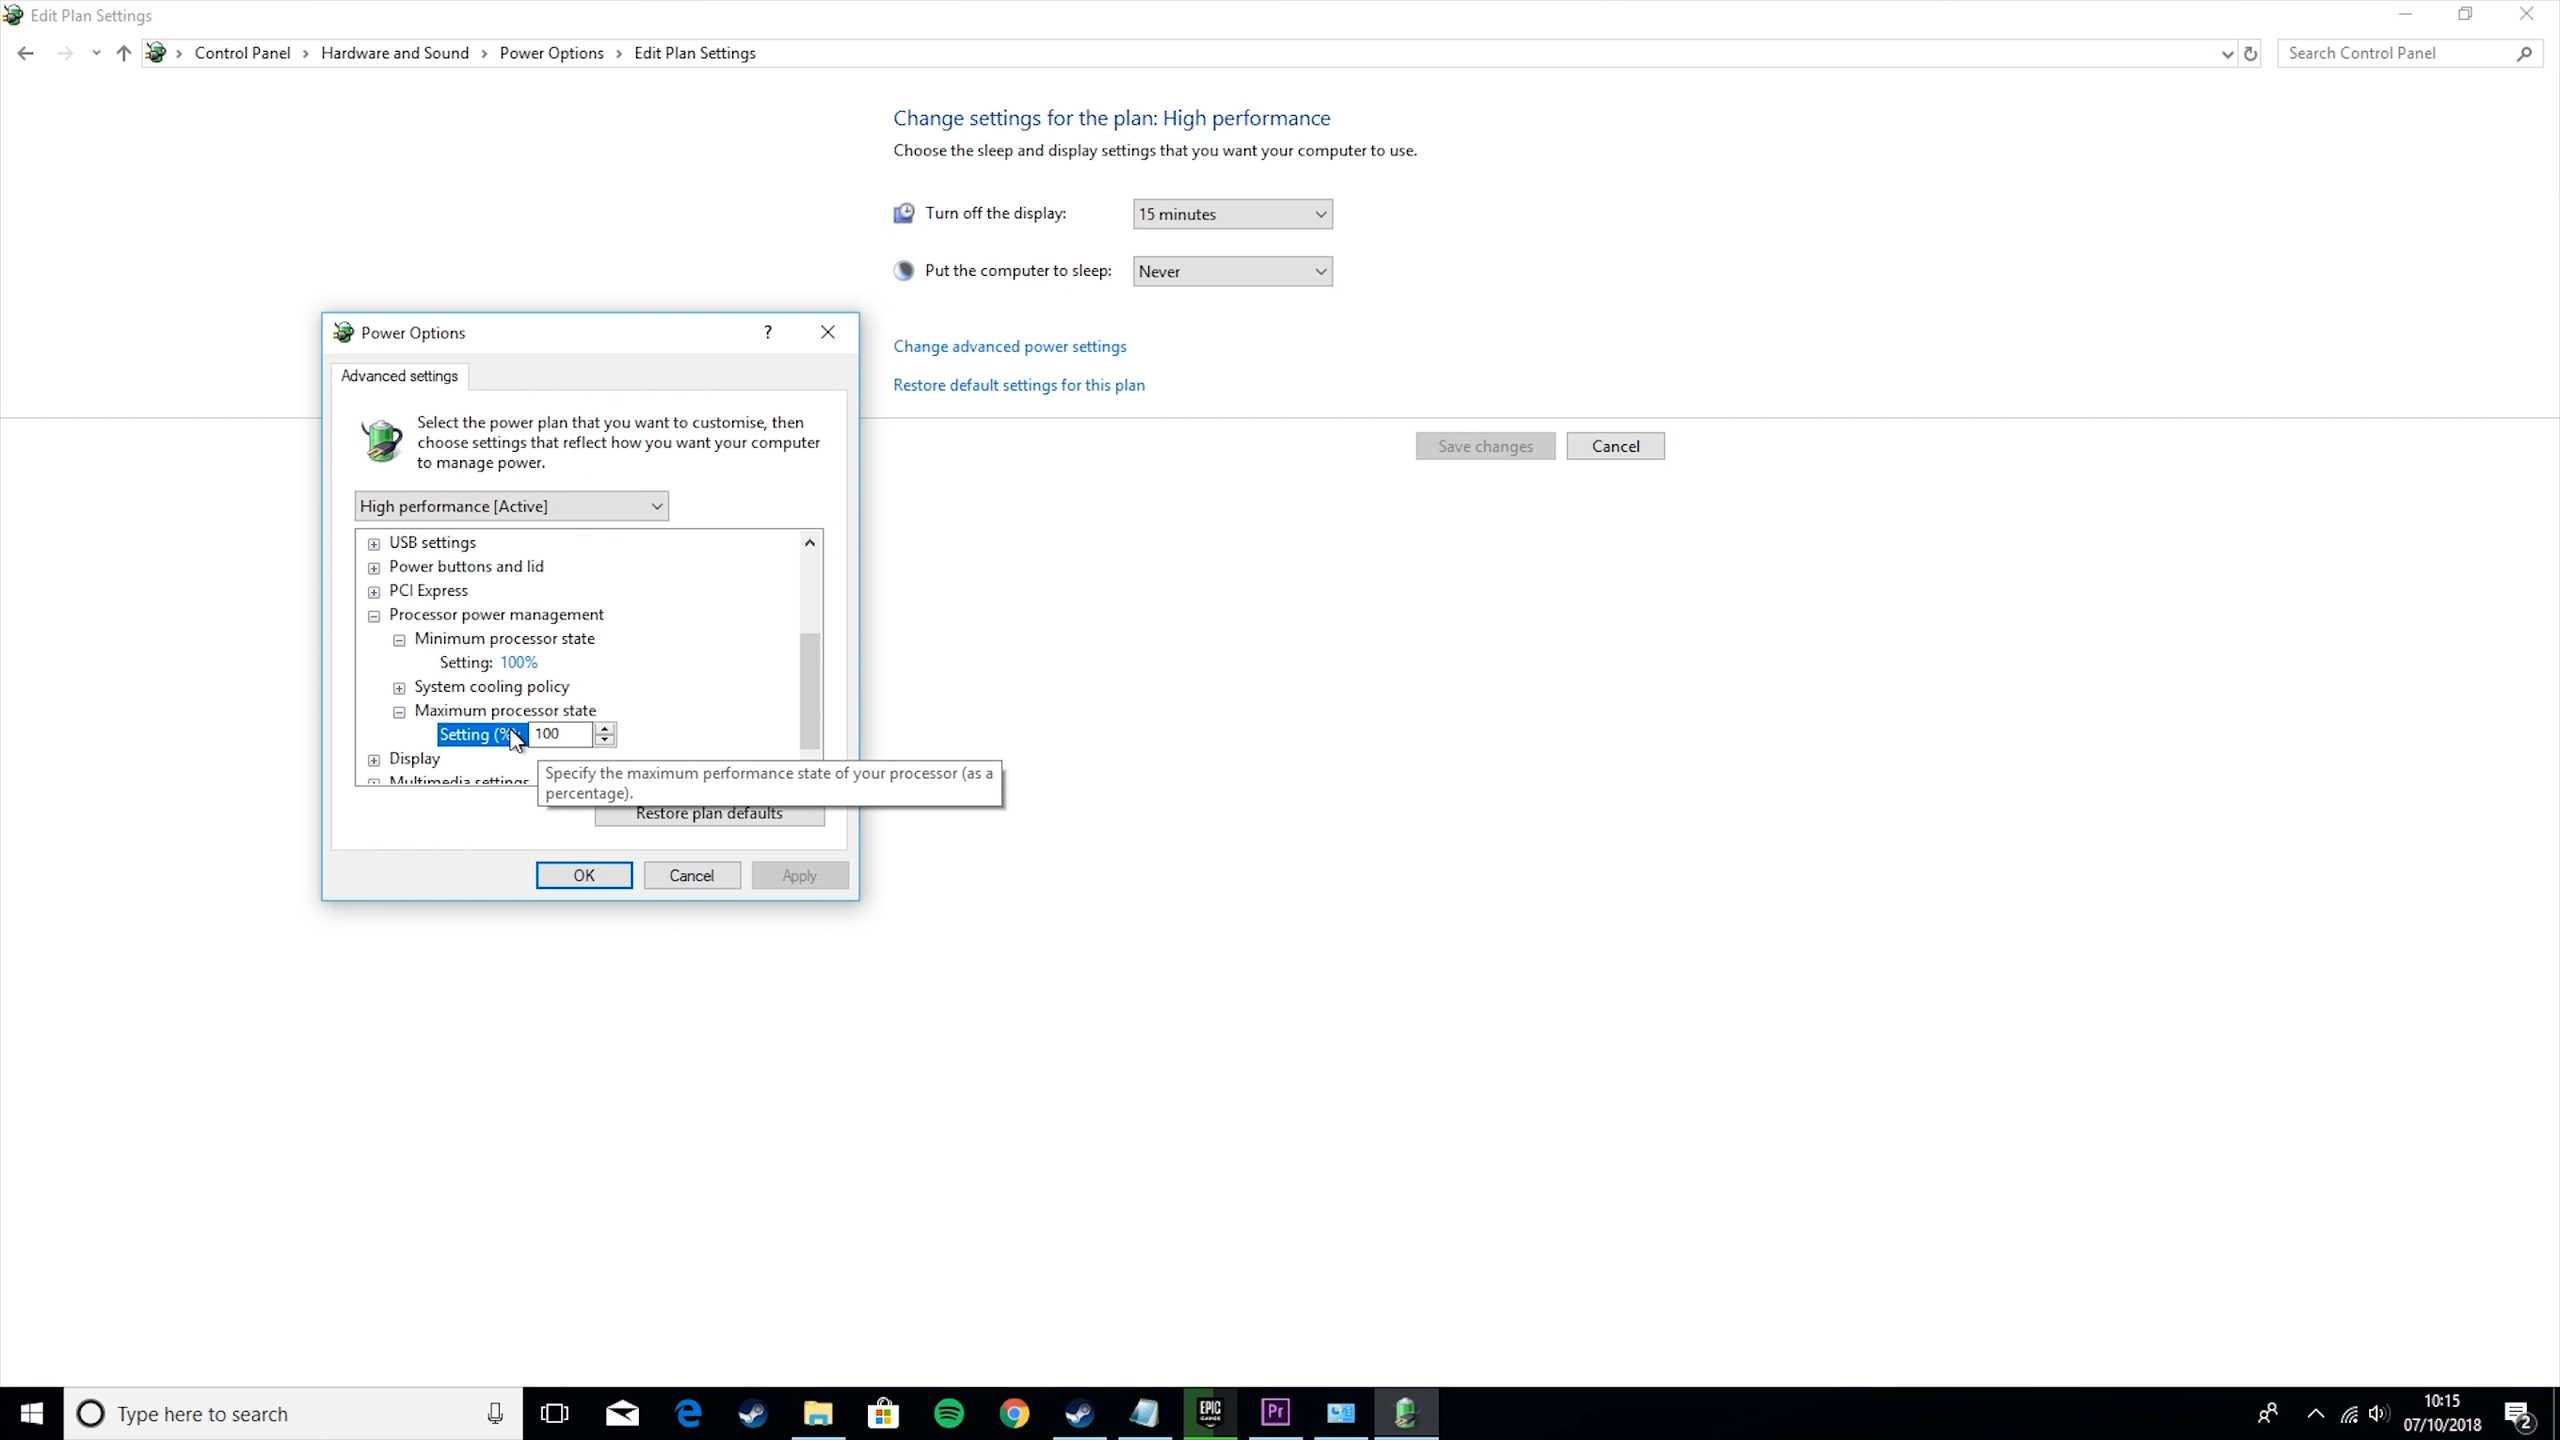 Edit Plan Settings
Control Panel › Hardware and Sound › Power Options › Edit Plan Settings
Search Control Panel
Change settings for the plan: High performance
Choose the sleep and display settings that you want your computer to use.
Turn off the display: 15 minutes
Put the computer to sleep: Never
Change advanced power settings
Restore default settings for this plan
Save changes Cancel
Power Options ?
Advanced settings
Select the power plan that you want to customise, then
choose settings that reflect how you want your computer
to manage power.
High performance [Active]
USB settings
Power buttons and lid
PCI Express
Processor power management
Minimum processor state
Setting: 100%
System cooling policy
Maximum processor state
Setting (% 100
Display
Multimedia settings
Specify the maximum performance state of your processor (as a
percentage).
Restore plan defaults
OK Cancel Apply
Type here to search
EPIC
GAMES
Pr
10:15
07/10/2018
2